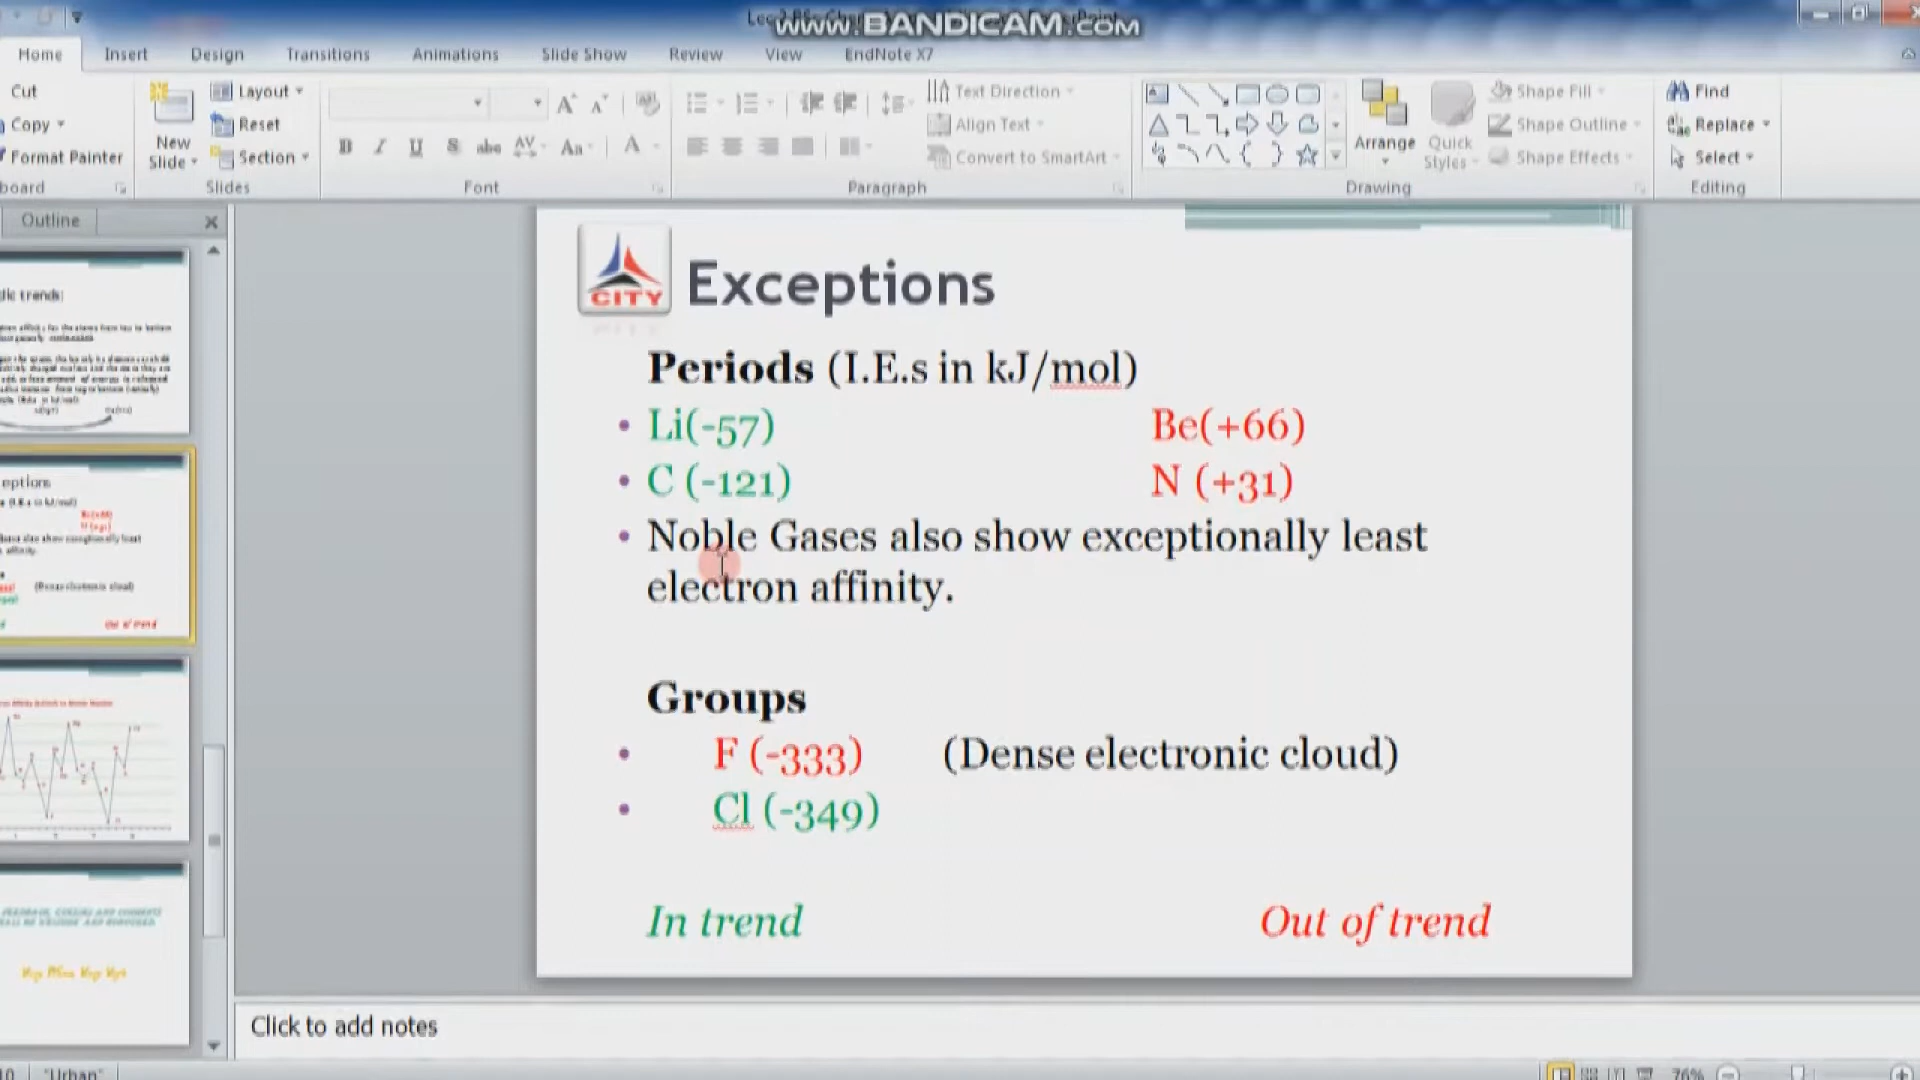 www.BANDICAM.com
Home Insert Design Transitions Animations Slide Show Review View EndNote X7
Cut
Copy
Format Painter
New Slide
Layout
Reset
Section
Slides
Font
Text Direction
Align Text
Convert to SmartArt
Paragraph
Arrange
Quick Styles
Shape Fill
Shape Outline
Shape Effects
Drawing
Find
Replace
Select
Editing
Outline
CITY
Exceptions
Periods (I.E.s in kJ/mol)
• Li(-57) Be(+66)
• C (-121) N (+31)
• Noble Gases also show exceptionally least
electron affinity.
Groups
• F (-333) (Dense electronic cloud)
• Cl (-349)
In trend Out of trend
Click to add notes
"Urban"
76%